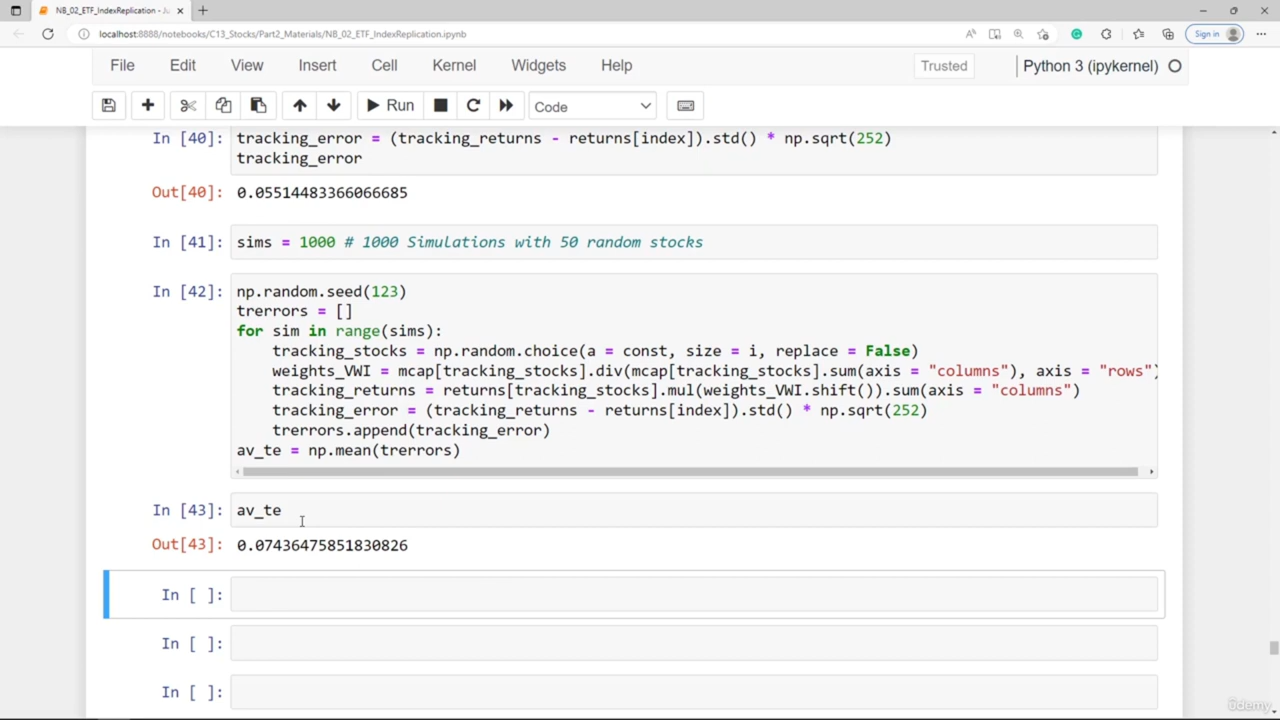 NB_02_ETF_IndexReplication - Ju
localhost:8888/notebooks/C13_Stocks/Part2_Materials/NB_02_ETF_IndexReplication.ipynb
Sign in
File Edit View Insert Cell Kernel Widgets Help Trusted Python 3 (ipykernel)
Run Code
In [40]: tracking_error = (tracking_returns - returns[index]).std() * np.sqrt(252)
tracking_error
Out[40]: 0.05514483366066685
In [41]: sims = 1000 # 1000 Simulations with 50 random stocks
In [42]: np.random.seed(123)
trerrors = []
for sim in range(sims):
    tracking_stocks = np.random.choice(a = const, size = i, replace = False)
    weights_VWI = mcap[tracking_stocks].div(mcap[tracking_stocks].sum(axis = "columns"), axis = "rows")
    tracking_returns = returns[tracking_stocks].mul(weights_VWI.shift()).sum(axis = "columns")
    tracking_error = (tracking_returns - returns[index]).std() * np.sqrt(252)
    trerrors.append(tracking_error)
av_te = np.mean(trerrors)
In [43]: av_te
Out[43]: 0.07436475851830826
In [ ]:
In [ ]:
In [ ]:
Udemy